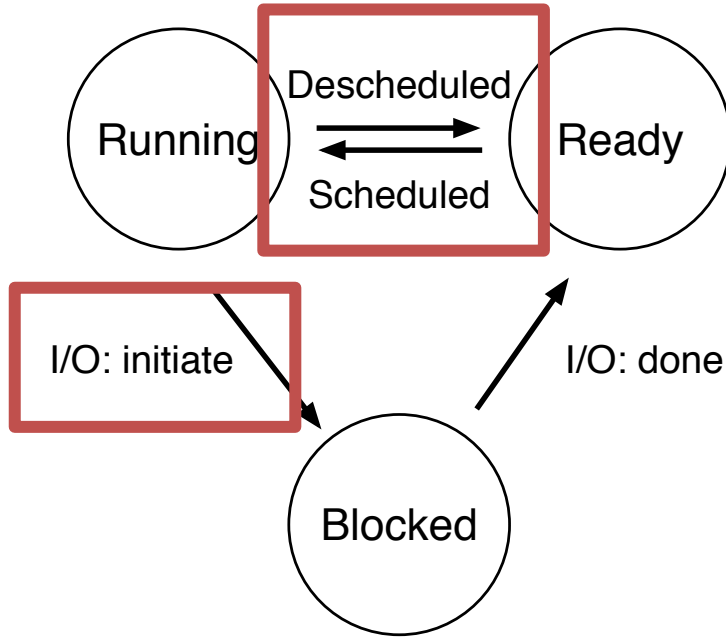 Descheduled
Running
Ready
Scheduled
I/O: initiate
I/O: done
Blocked